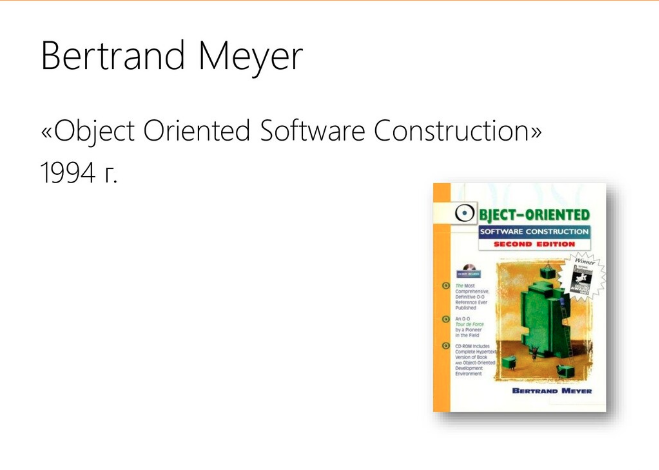 Bertrand Meyer
«Object Oriented Software Construction»
1994 г.
OBJECT-ORIENTED
SOFTWARE CONSTRUCTION
SECOND EDITION
Winner
The Most
Comprehensive,
Definitive O-O
Reference Ever
Published
An O-O
Tour de Force
by a Pioneer
in the Field
CD-ROM Includes
Complete Hypertext
Version of Book
and Object-Oriented
Development
Environment
BERTRAND MEYER